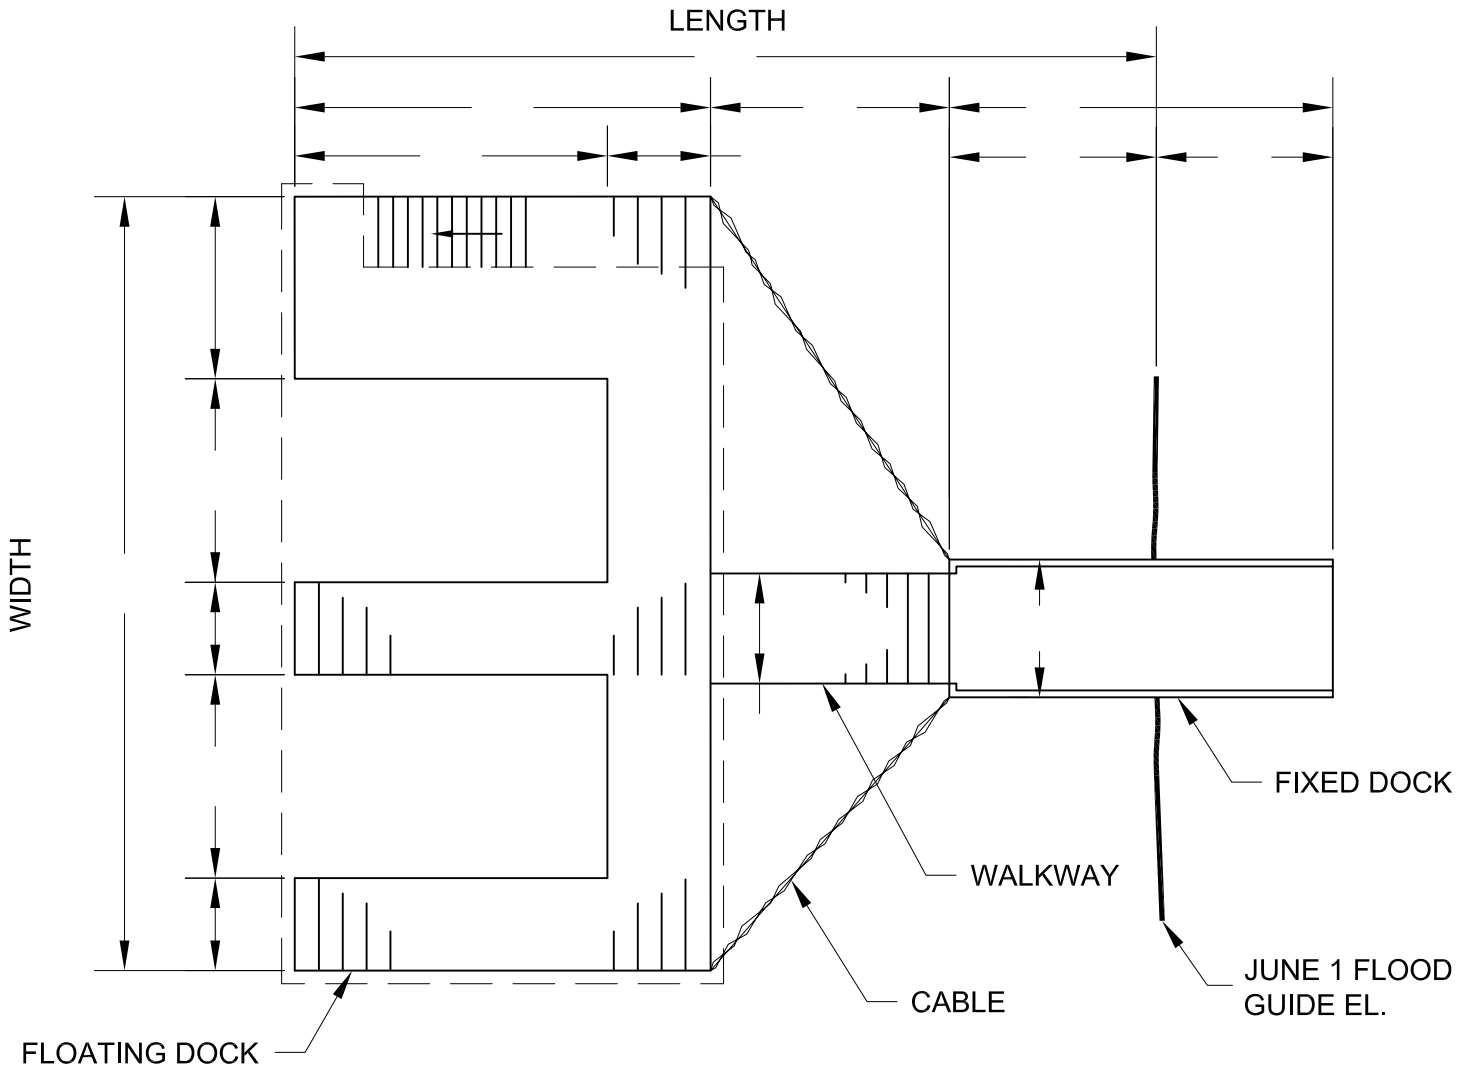 LENGTH
WIDTH
FIXED DOCK
WALKWAY
JUNE 1 FLOOD
GUIDE EL.
CABLE
FLOATING DOCK